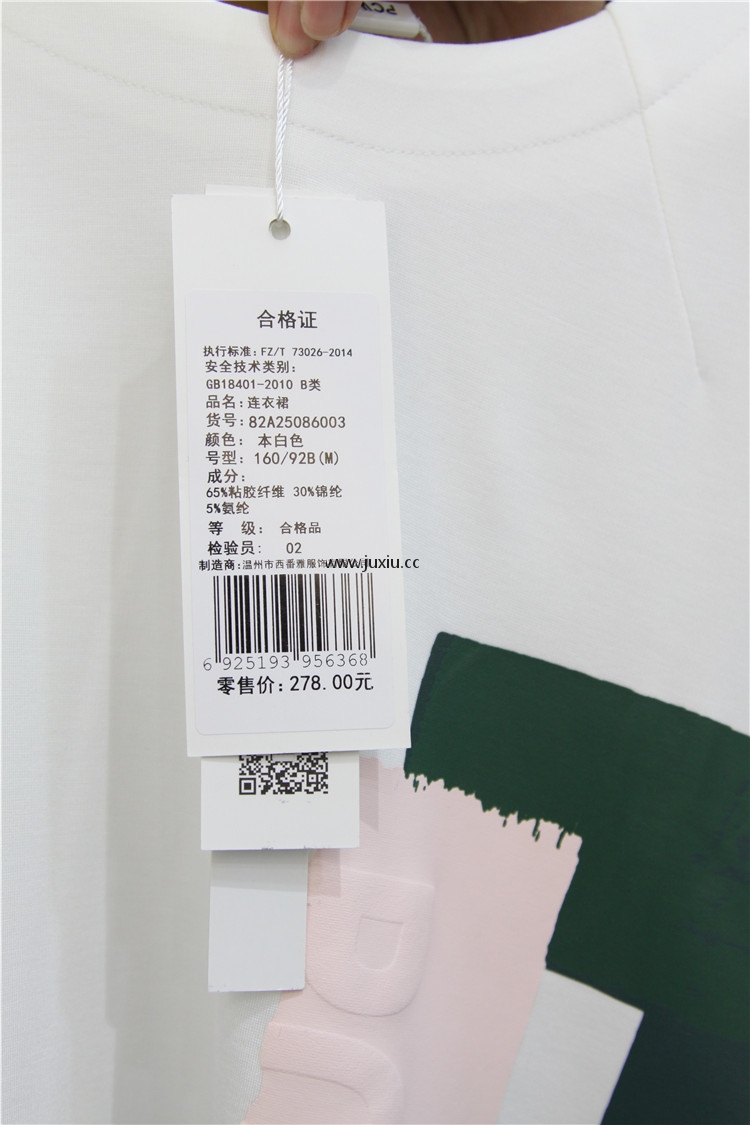 合格证
执行标准：FZ/T 73026-2014
安全技术类别：
GB18401-2010 B类
品名：连衣裙
货号：82A25086003
颜色： 本白色
号型：160/92B(M)
成分：
65%粘胶纤维 30%锦纶
5%氨纶
等 级： 合格品
检验员： 02
制造商：温州市西番雅服饰
www.juxiu.cc
6 925193 956368
零售价：278.00元